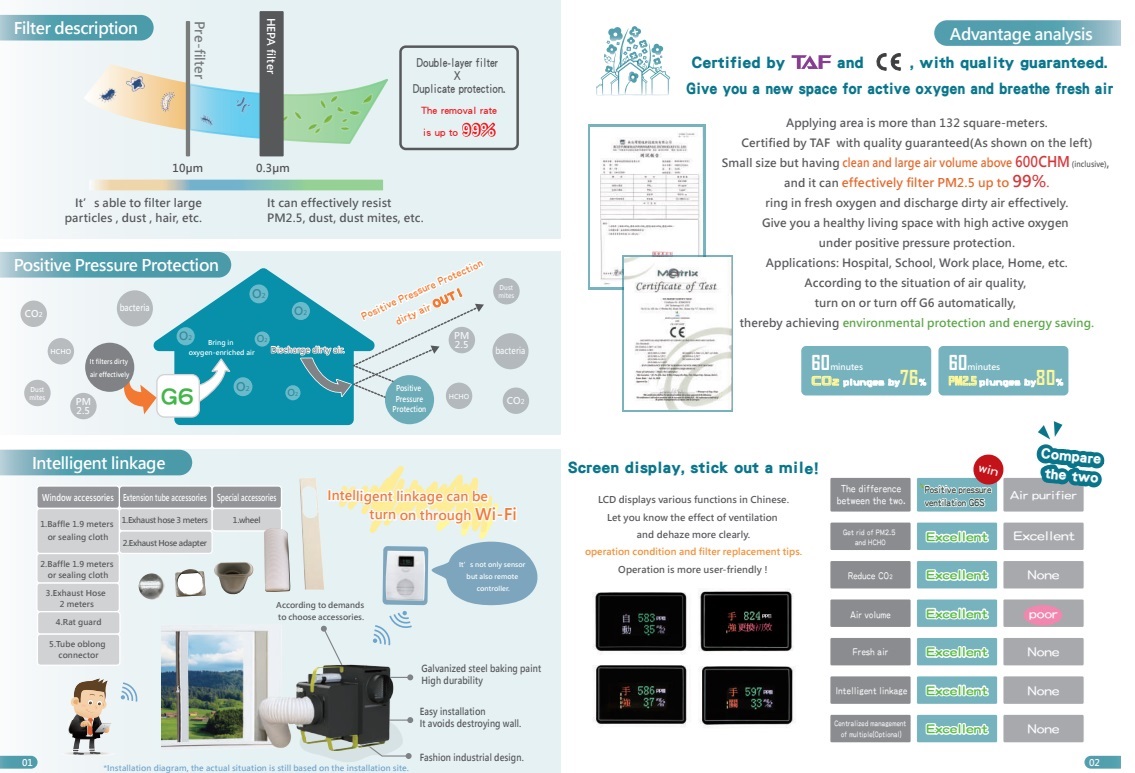 Filter description
Pre-filter
HEPA filter
10μm
0.3μm
It' s able to filter large
particles , dust , hair, etc.
It can effectively resist
PM2.5, dust, dust mites, etc.
Double-layer filter
X
Duplicate protection.
The removal rate
is up to 99%
Positive Pressure Protection
CO2
bacteria
HCHO
It filters dirty
air effectively
Dust
mites
PM
2.5
G6
O2
O2
O2
O2
O2
O2
Bring in
oxygen-enriched air
Discharge dirty air.
Positive Pressure Protection
dirty air OUT !
Positive
Pressure
Protection
Dust
mites
PM
2.5
bacteria
HCHO
CO2
Intelligent linkage
Window accessories
Extension tube accessories
Special accessories
1.Baffle 1.9 meters
or sealing cloth
1.Exhaust hose 3 meters
1.wheel
2.Exhaust Hose adapter
2.Baffle 1.9 meters
or sealing cloth
3.Exhaust Hose
2 meters
4.Rat guard
5.Tube oblong
connector
Intelligent linkage can be
turn on through Wi-Fi
It' s not only sensor
but also remote
controller.
According to demands
to choose accessories.
Galvanized steel baking paint
High durability
Easy installation
It avoids destroying wall.
Fashion industrial design.
*Installation diagram, the actual situation is still based on the installation site.
01
Advantage analysis
Certified by TAF and CE , with quality guaranteed.
Give you a new space for active oxygen and breathe fresh air
Applying area is more than 132 square-meters.
Certified by TAF with quality guaranteed(As shown on the left)
Small size but having clean and large air volume above 600CHM (inclusive),
and it can effectively filter PM2.5 up to 99%.
ring in fresh oxygen and discharge dirty air effectively.
Give you a healthy living space with high active oxygen
under positive pressure protection.
Applications: Hospital, School, Work place, Home, etc.
According to the situation of air quality,
turn on or turn off G6 automatically,
thereby achieving environmental protection and energy saving.
Matrix
Certificate of Test
CE
60minutes
CO2 plunges by76%
60minutes
PM2.5 plunges by80%
Screen display, stick out a mile!
LCD displays various functions in Chinese.
Let you know the effect of ventilation
and dehaze more clearly.
operation condition and filter replacement tips.
Operation is more user-friendly !
自 583 PPM
動 35
手 824 PPM
手 586 PPM
強 37
手 597 PPM
關 33
Compare
the two
win
The difference
between the two.
Positive pressure
ventilation G6S
Air purifier
Get rid of PM2.5
and HCHO
Excellent
Excellent
Reduce CO2
Excellent
None
Air volume
Excellent
poor
Fresh air
Excellent
None
Intelligent linkage
Excellent
None
Centralized management
of multiple(Optional)
Excellent
None
02